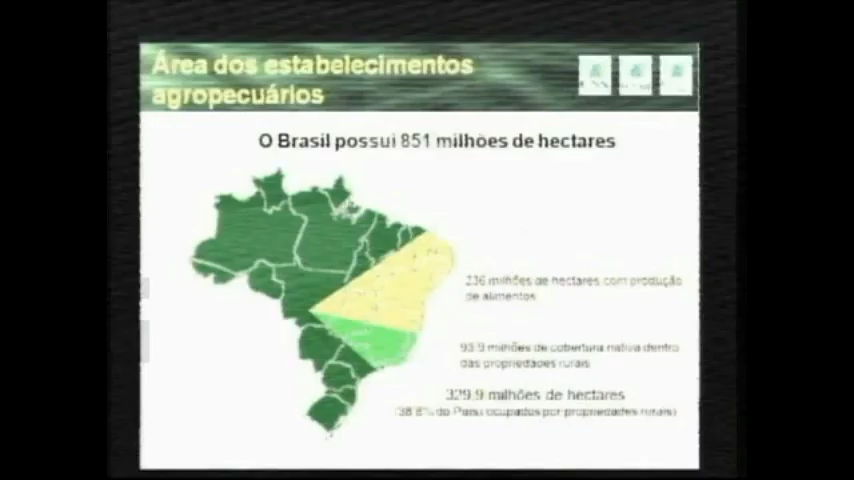 Área dos estabelecimentos
agropecuários
O Brasil possui 851 milhões de hectares
236 milhões de hectares com produção
de alimentos
93,9 milhões de cobertura nativa dentro
das propriedades rurais
329,9 milhões de hectares
(38,8% do País ocupados por propriedades rurais)